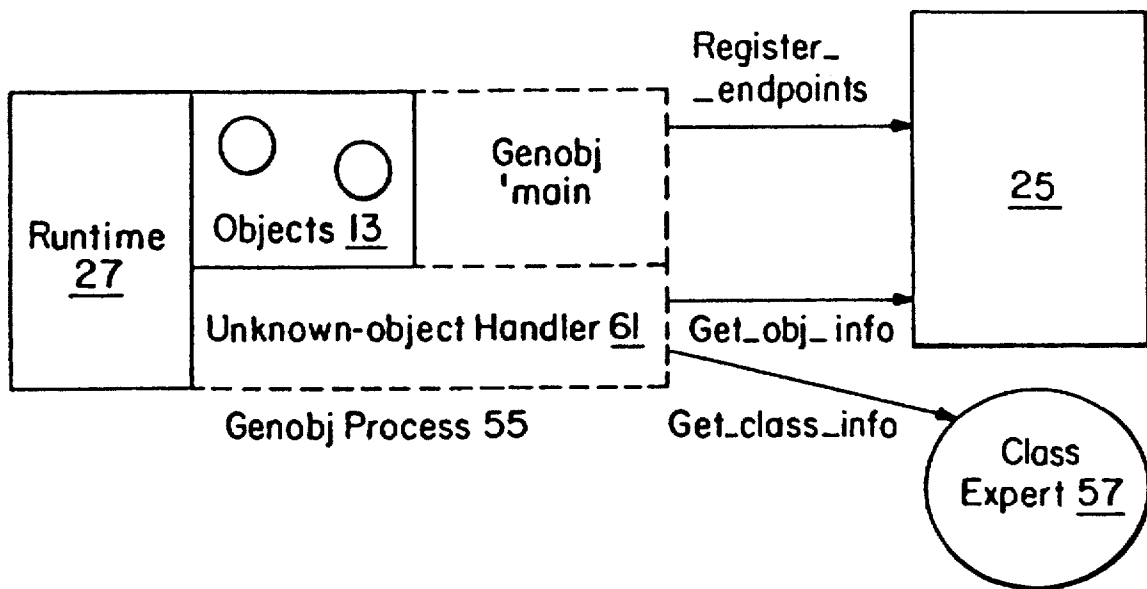 Register_
_endpoints
Genobj
'main
25
Runtime
27
Objects 13
Unknown-object Handler 61
Get_obj_info
Genobj Process 55
Get_class_info
Class
Expert 57